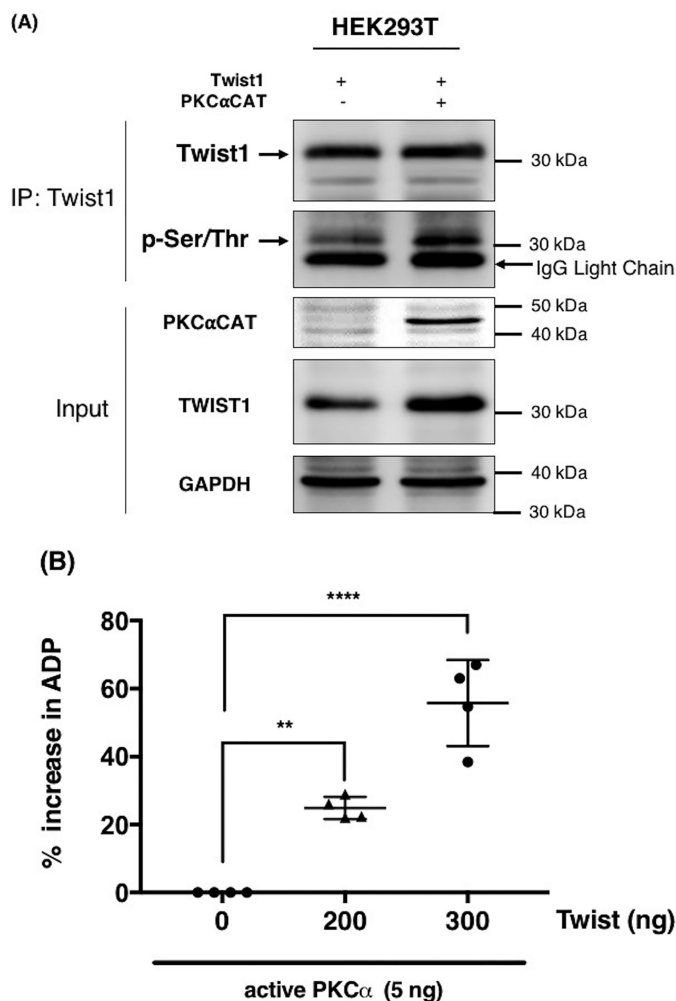 (A)
HEK293T
Twist1 + +
PKCαCAT - +
IP: Twist1
Twist1
30 kDa
p-Ser/Thr
30 kDa
IgG Light Chain
Input
PKCαCAT
50 kDa
40 kDa
TWIST1
30 kDa
GAPDH
40 kDa
30 kDa
(B)
% increase in ADP
80
60
40
20
0
****
**
0 200 300 Twist (ng)
active PKCα (5 ng)